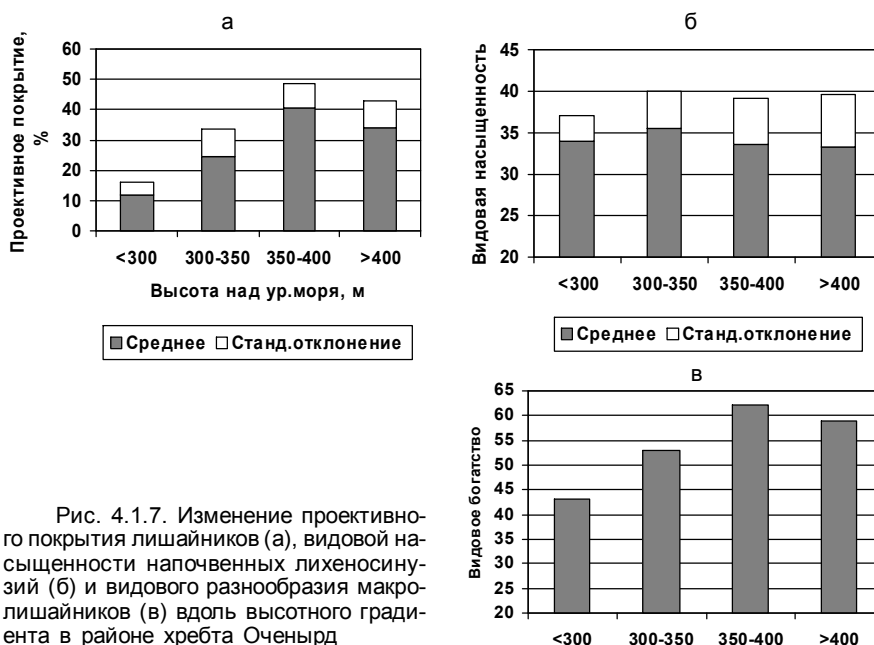 а
Проективное покрытие,
%
60
50
40
30
20
10
0
<300 300-350 350-400 >400
Высота над ур.моря, м
Среднее Станд.отклонение
б
Видовая насыщенность
45
40
35
30
25
20
<300 300-350 350-400 >400
Среднее Станд.отклонение
в
Видовое богатство
65
60
55
50
45
40
35
30
25
20
<300 300-350 350-400 >400
Рис. 4.1.7. Изменение проективно-
го покрытия лишайников (а), видовой на-
сыщенности напочвенных лихеносину-
зий (б) и видового разнообразия макро-
лишайников (в) вдоль высотного гради-
ента в районе хребта Оченырд